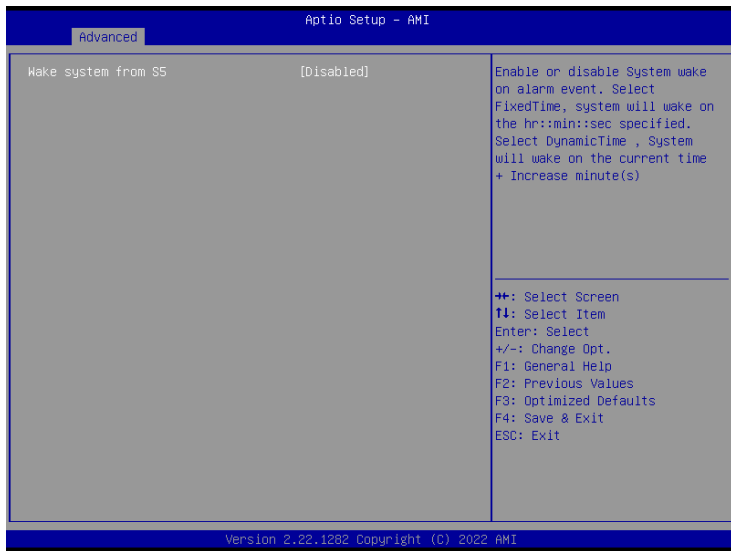 Aptio Setup – AMI
Advanced
Wake system from S5 [Disabled]
Enable or disable System wake
on alarm event. Select
FixedTime, system will wake on
the hr::min::sec specified.
Select DynamicTime , System
will wake on the current time
+ Increase minute(s)
→←: Select Screen
↑↓: Select Item
Enter: Select
+/-: Change Opt.
F1: General Help
F2: Previous Values
F3: Optimized Defaults
F4: Save & Exit
ESC: Exit
Version 2.22.1282 Copyright (C) 2022 AMI